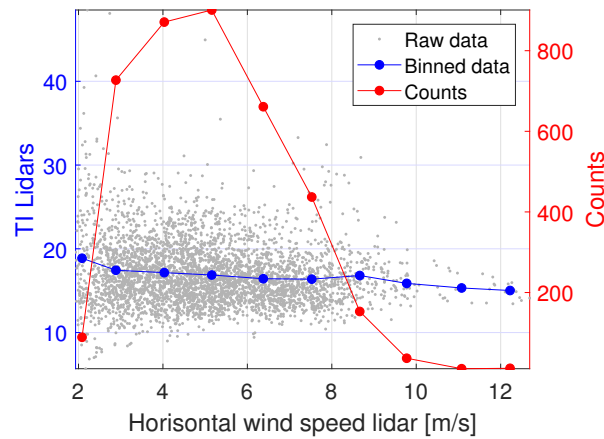 Raw data
Binned data
Counts
TI Lidars
40
30
20
10
800
600
400
200
Counts
2
4
6
8
10
12
Horisontal wind speed lidar [m/s]